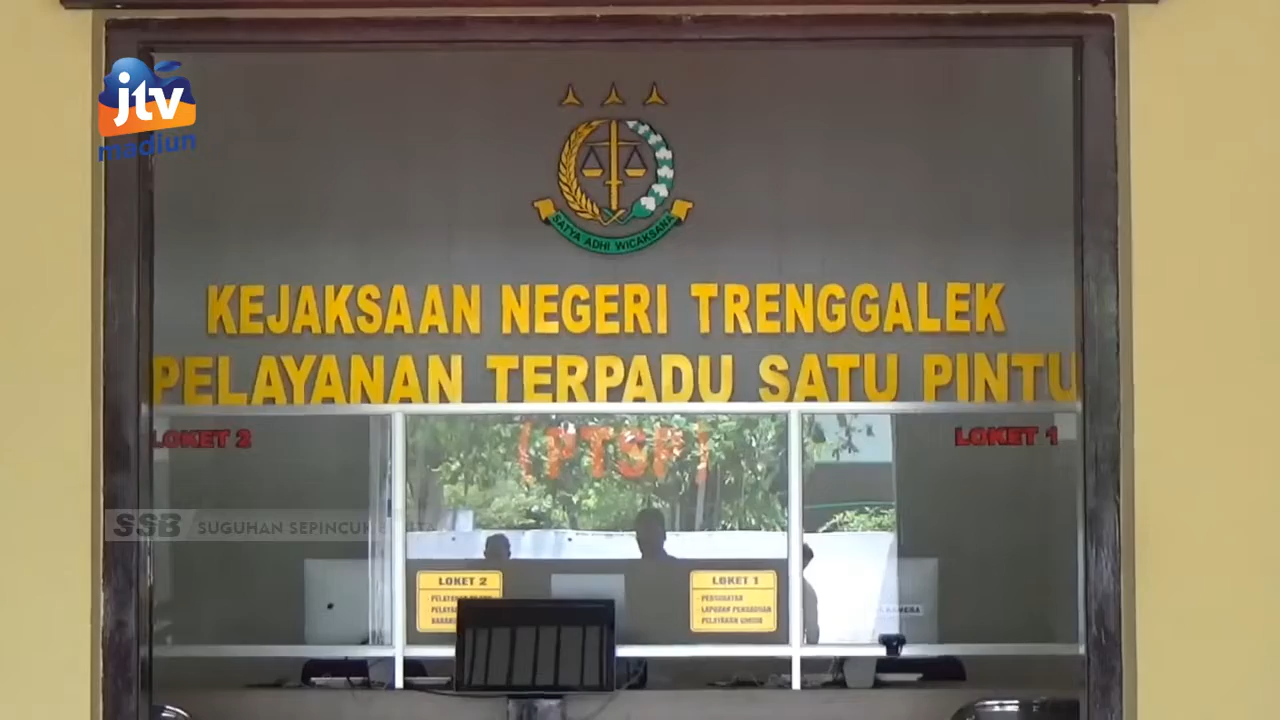 jtv
madiun
SATYA ADHI WICAKSANA
KEJAKSAAN NEGERI TRENGGALEK
PELAYANAN TERPADU SATU PINTU
(PTSP)
LOKET 2
LOKET 1
SSB SUGUHAN SEPINCUK
LOKET 2
LOKET 1
- LAPORAN PENGADUAN
- PELAYANAN UMUM